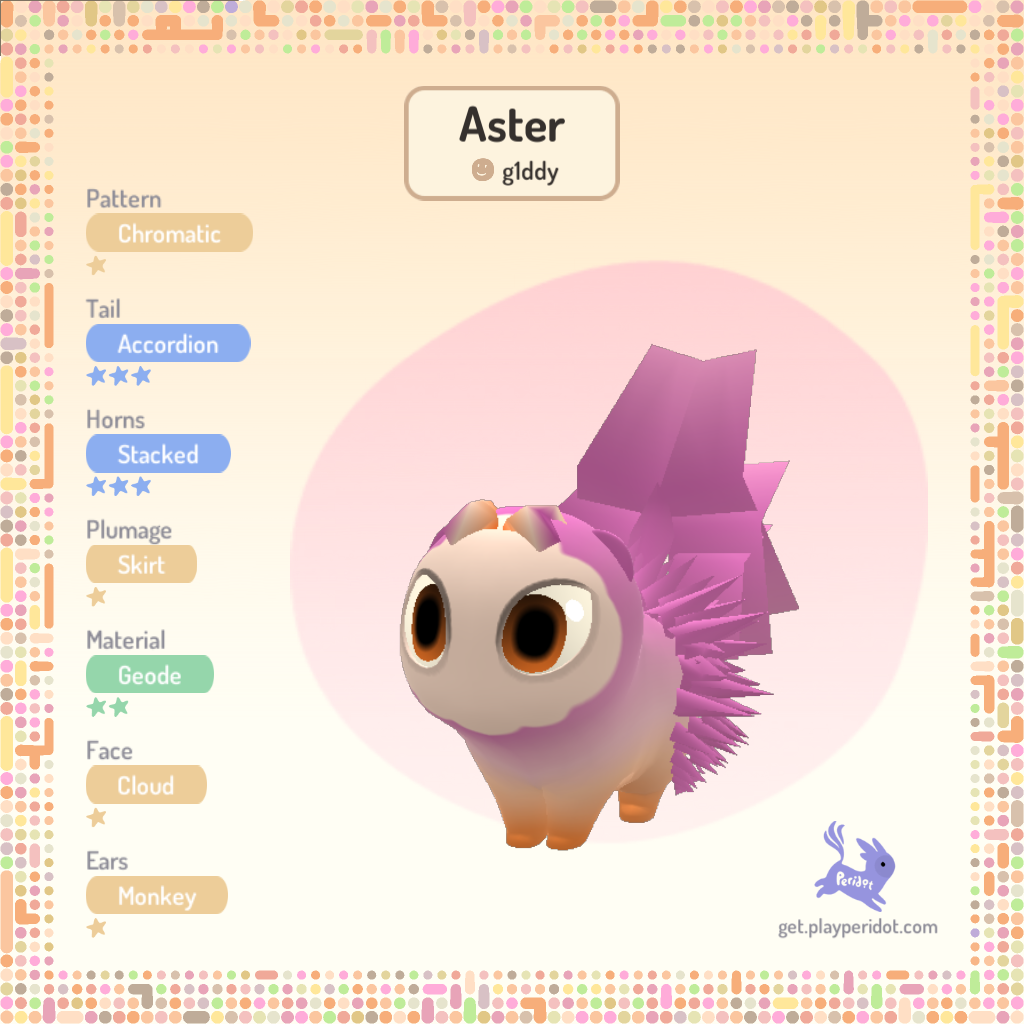 Aster
g1ddy
Pattern
Chromatic
Tail
Accordion
Horns
Stacked
Plumage
Skirt
Material
Geode
Face
Cloud
Ears
Monkey
Peridot
get.playperidot.com